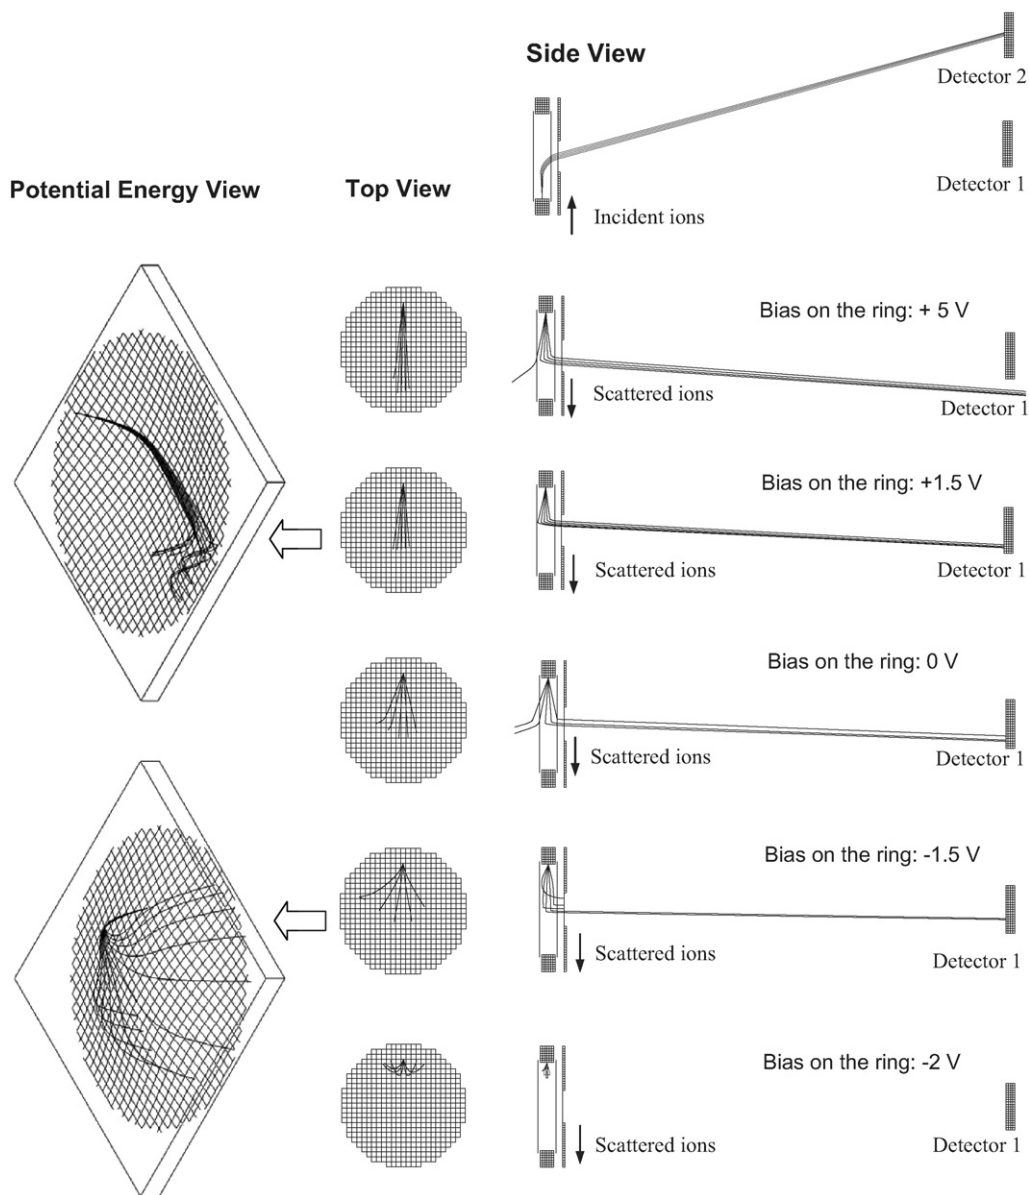 Side View
Detector 2
Detector 1
Potential Energy View
Top View
Incident ions
Bias on the ring: + 5 V
Scattered ions
Detector 1
Bias on the ring: +1.5 V
Scattered ions
Detector 1
Bias on the ring: 0 V
Scattered ions
Detector 1
Bias on the ring: -1.5 V
Scattered ions
Detector 1
Bias on the ring: -2 V
Scattered ions
Detector 1